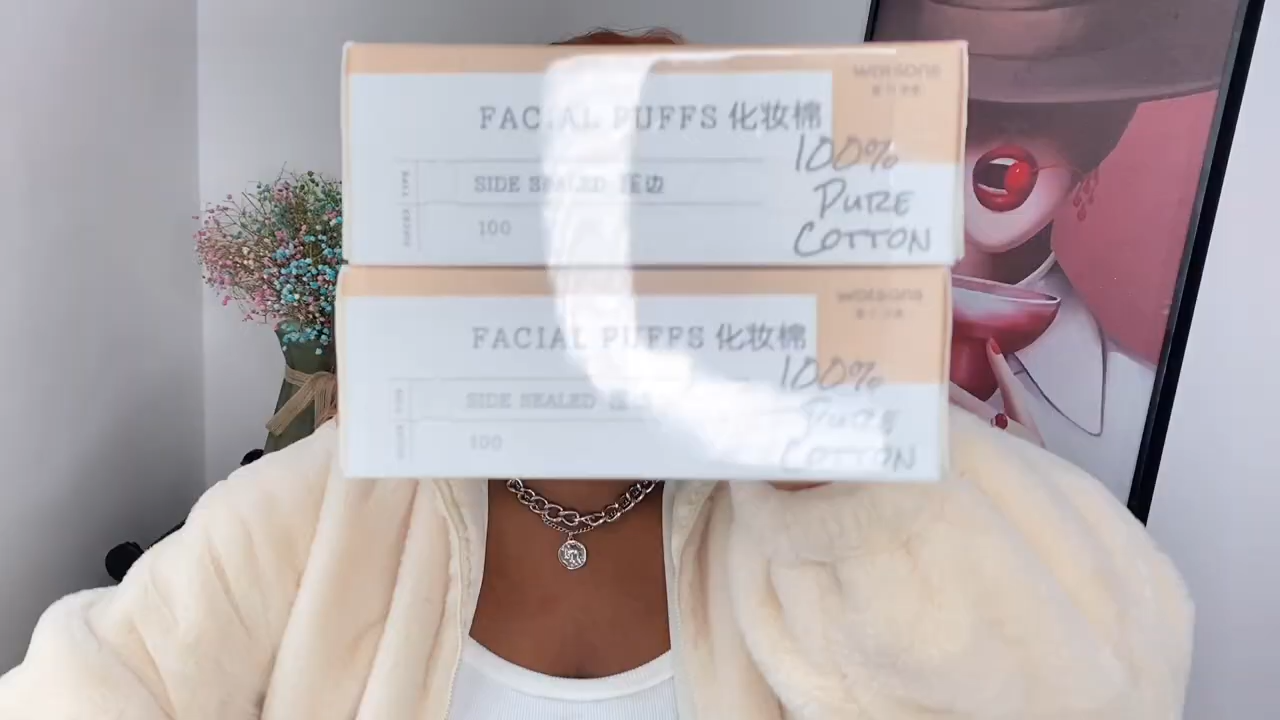 watsons
FACIAL PUFFS 化妆棉
100%
SIDE SEALED 压边
PURE
100
COTTON
watsons
FACIAL PUFFS 化妆棉
100%
SIDE SEALED
PURE
100
COTTON